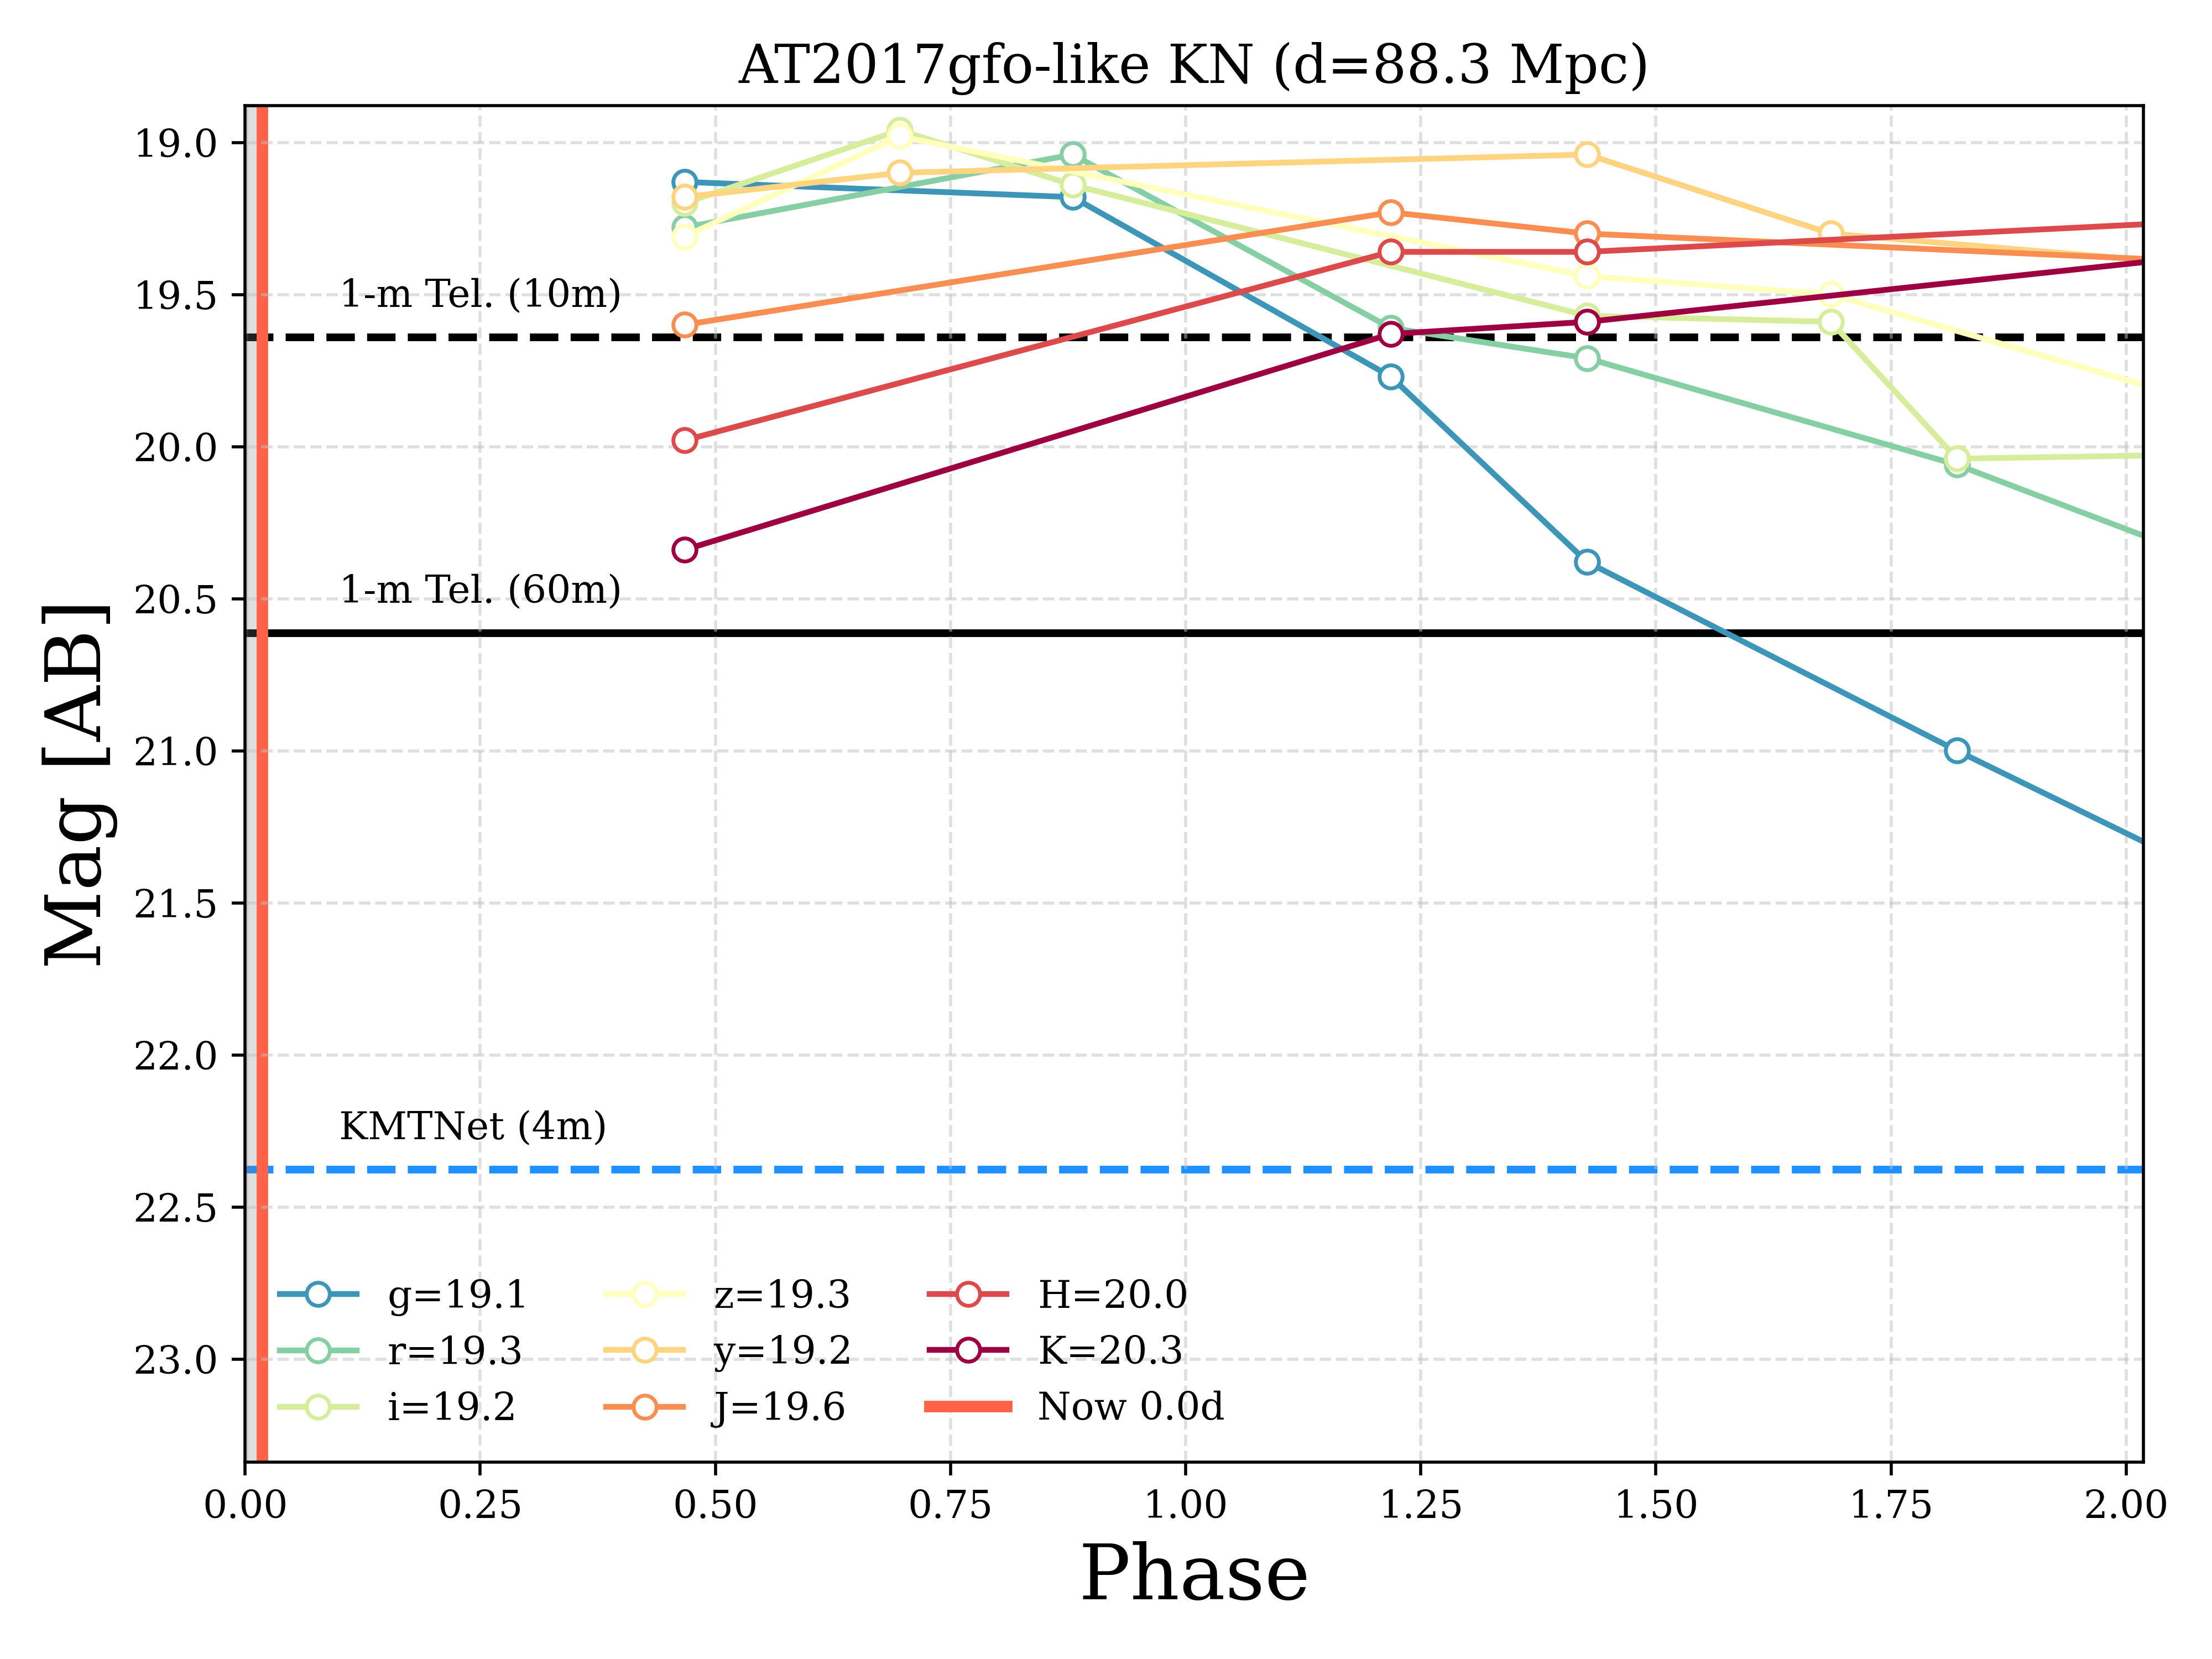 AT2017gfo-like KN (d=88.3 Mpc)
Mag [AB]
19.0
19.5
20.0
20.5
21.0
21.5
22.0
22.5
23.0
1-m Tel. (10m)
1-m Tel. (60m)
KMTNet (4m)
g=19.1
r=19.3
i=19.2
z=19.3
y=19.2
J=19.6
H=20.0
K=20.3
Now 0.0d
0.00 0.25 0.50 0.75 1.00 1.25 1.50 1.75 2.00
Phase